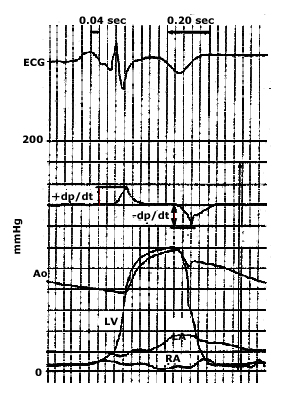 0.04 sec
0.20 sec
ECG
200
+dp/dt
-dp/dt
mmHg
Ao
LV
LA
RA
0